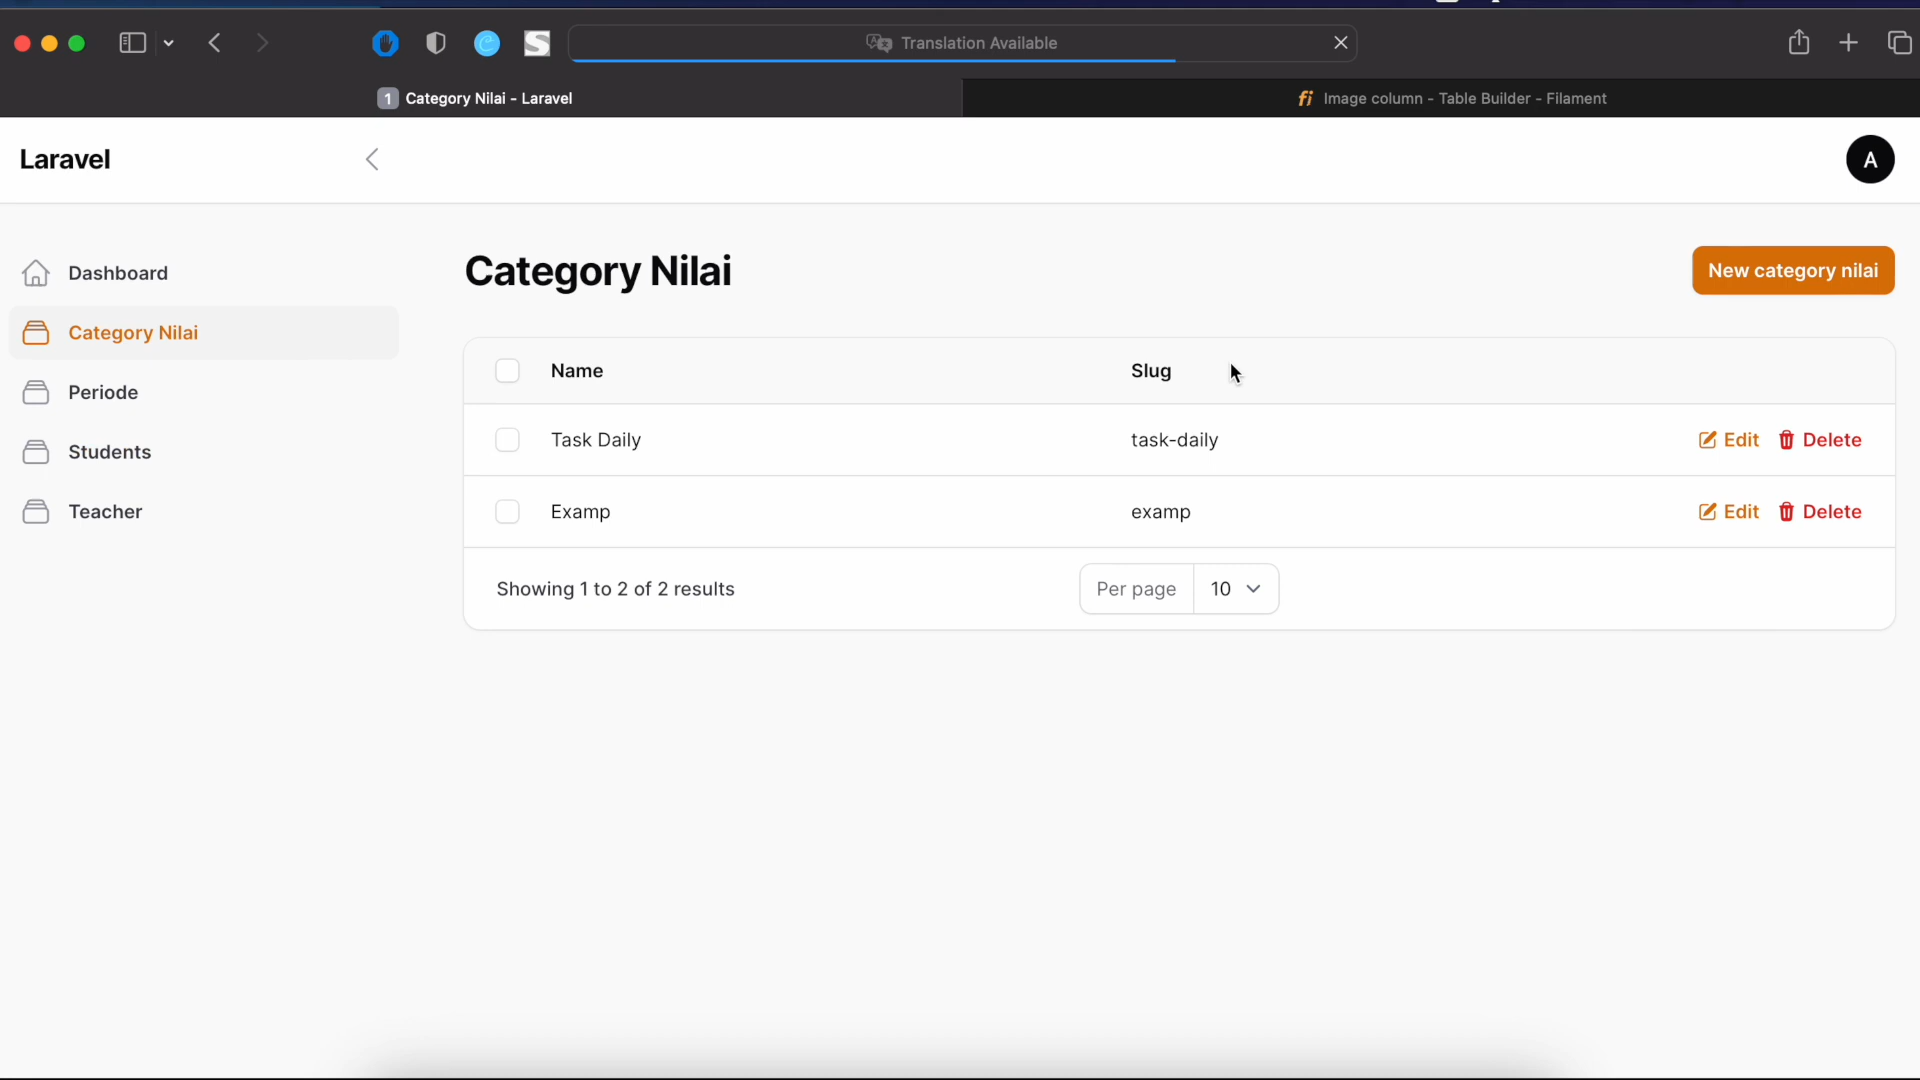 Translation Available
1 Category Nilai - Laravel
fi Image column - Table Builder - Filament
Laravel
A
Dashboard
Category Nilai
Periode
Students
Teacher
Category Nilai
New category nilai
Name Slug
Task Daily task-daily Edit Delete
Examp examp Edit Delete
Showing 1 to 2 of 2 results
Per page 10